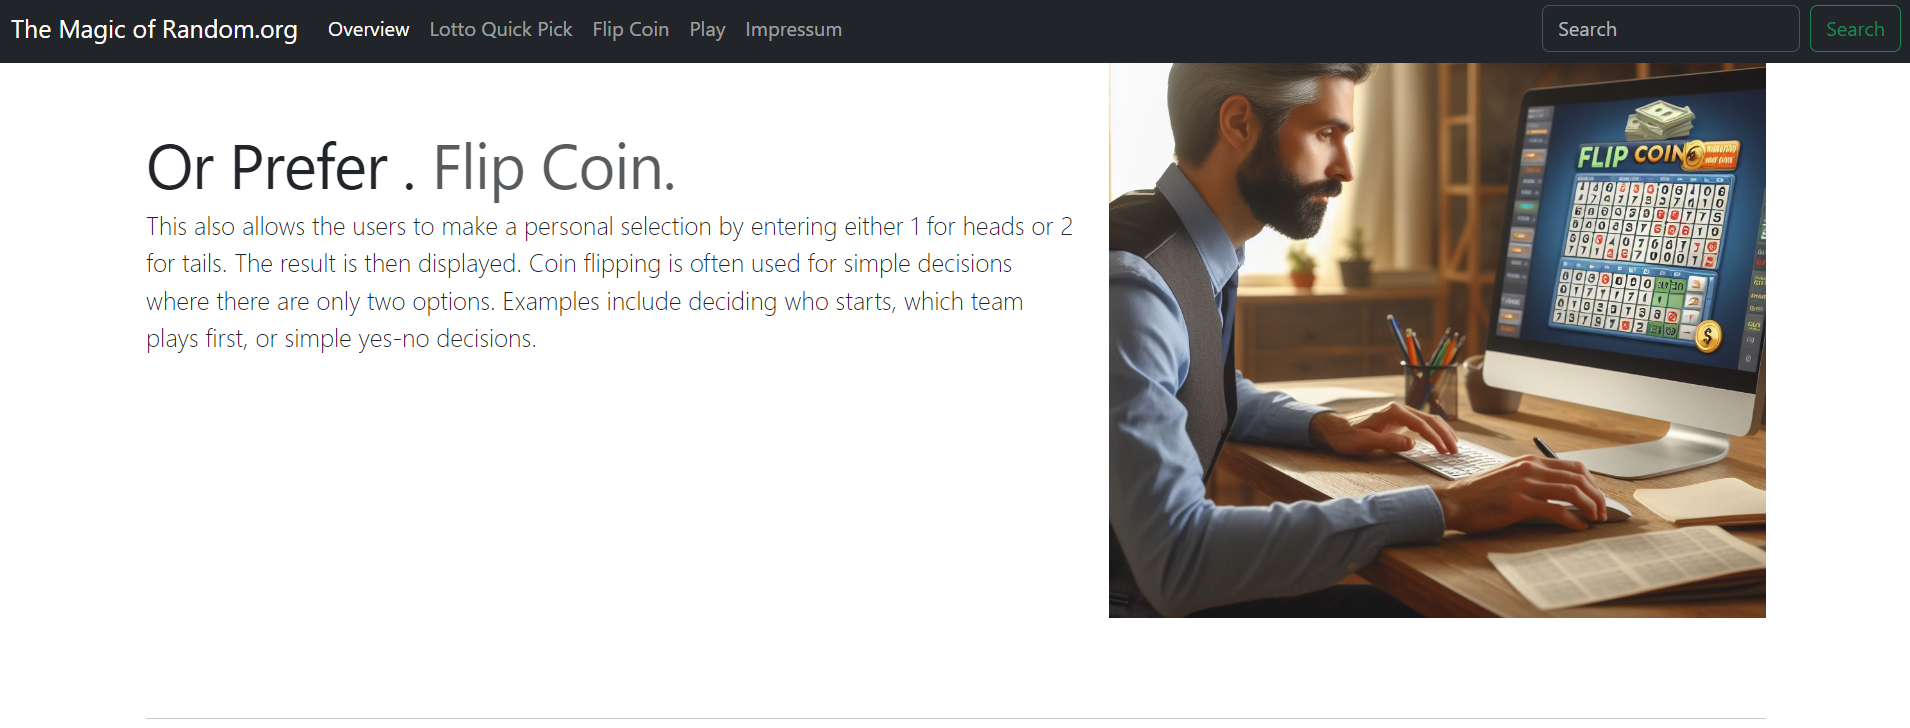 The Magic of Random.org Overview Lotto Quick Pick Flip Coin Play Impressum Search Search
Or Prefer . Flip Coin.
This also allows the users to make a personal selection by entering either 1 for heads or 2
for tails. The result is then displayed. Coin flipping is often used for simple decisions
where there are only two options. Examples include deciding who starts, which team
plays first, or simple yes-no decisions.
FLIP COIN